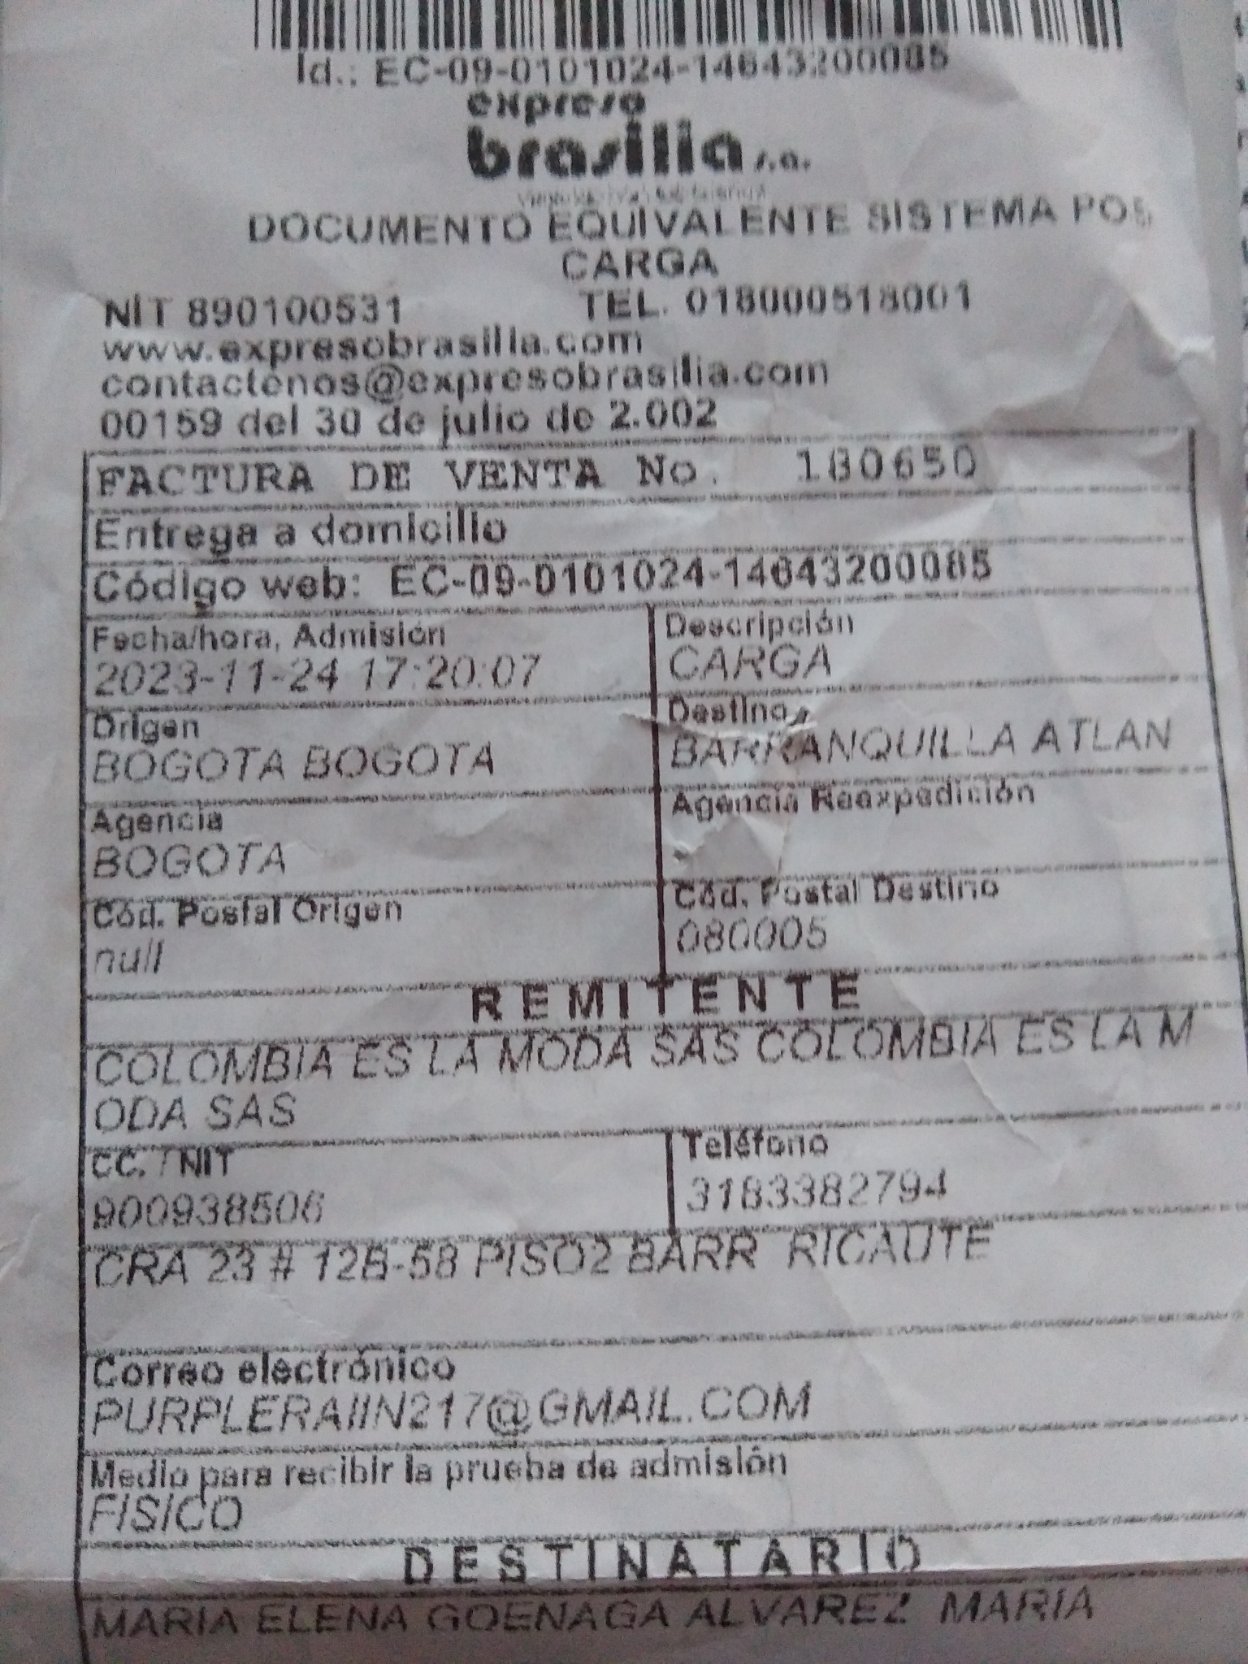 Id.: EC-09-0101024-14643200085
expreso
brasilia s.a.
DOCUMENTO EQUIVALENTE SISTEMA POS
CARGA
NIT 890100531 TEL. 018000518001
www.expresobrasilia.com
contactenos@expresobrasilia.com
00159 del 30 de julio de 2.002
FACTURA DE VENTA No. 180650
Entrega a domicilio
Código web: EC-09-0101024-14643200085
Fecha/hora, Admisión Descripción
2023-11-24 17:20:07 CARGA
Origen Destino
BOGOTA BOGOTA BARRANQUILLA ATLAN
Agencia Agencia Reexpedición
BOGOTA
Cód. Postal Origen Cód. Postal Destino
null 080005
REMITENTE
COLOMBIA ES LA MODA SAS COLOMBIA ES LA M
ODA SAS
CC. / NIT Teléfono
900938506 3183382794
CRA 23 # 12B-58 PISO2 BARR RICAUTE
Correo electrónico
PURPLERAIIN217@GMAIL.COM
Medio para recibir la prueba de admisión
FISICO
DESTINATARIO
MARIA ELENA GOENAGA ALVAREZ MARIA